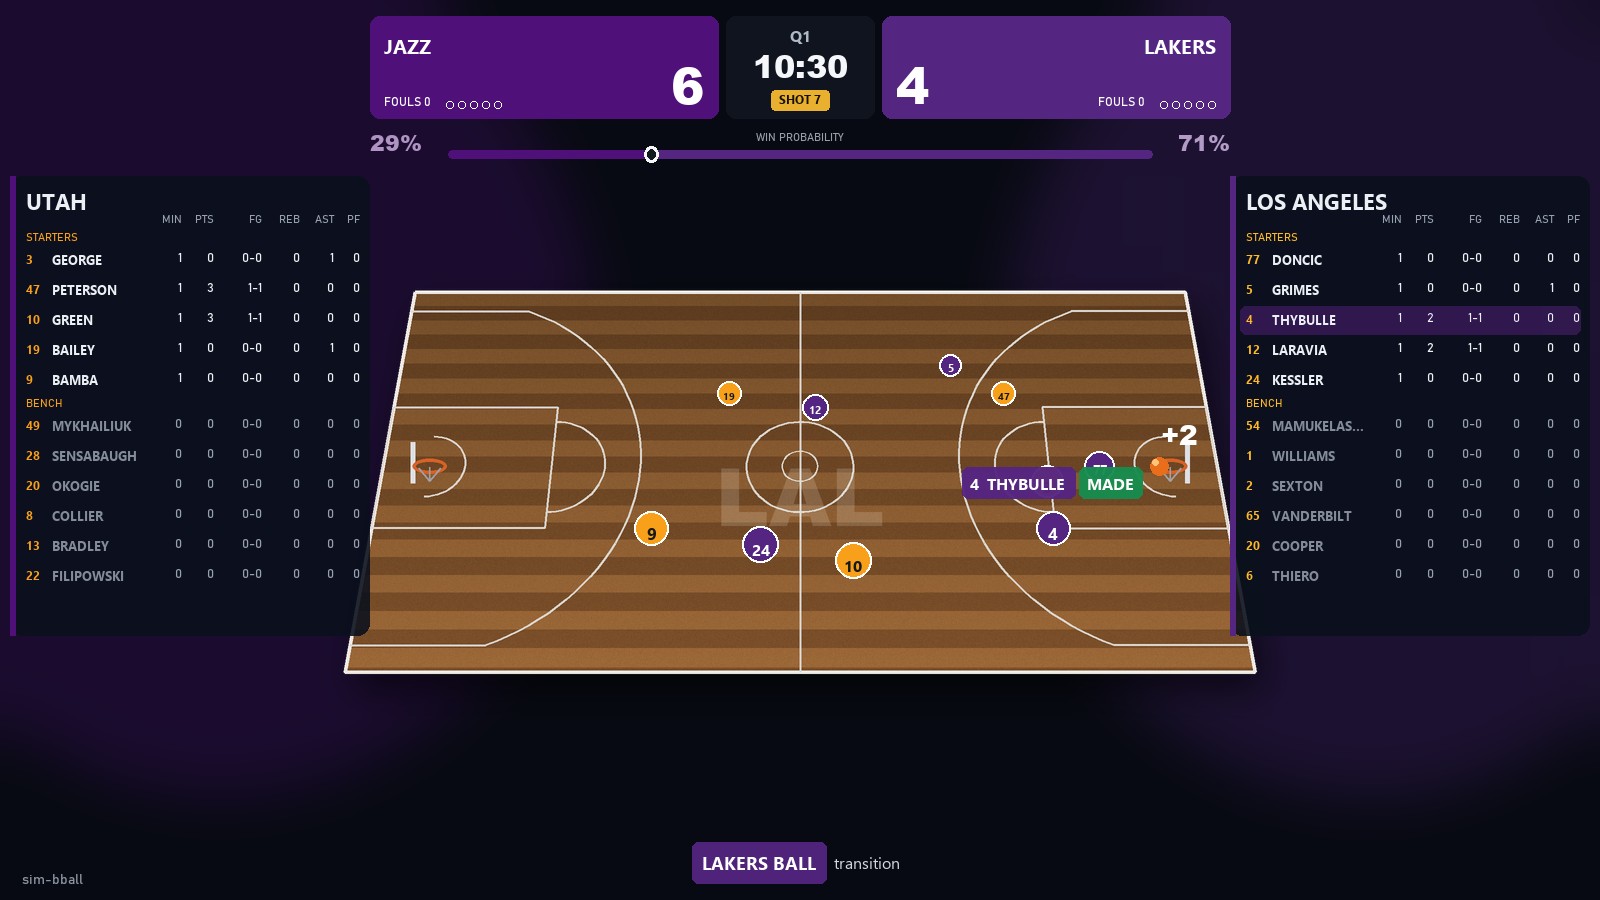 JAZZ
6
FOULS 0
Q1
10:30
SHOT 7
LAKERS
4
FOULS 0
29%
WIN PROBABILITY
71%
UTAH
MIN PTS FG REB AST PF
STARTERS
3 GEORGE 1 0 0-0 0 1 0
47 PETERSON 1 3 1-1 0 0 0
10 GREEN 1 3 1-1 0 0 0
19 BAILEY 1 0 0-0 0 1 0
9 BAMBA 1 0 0-0 0 0 0
BENCH
49 MYKHAILIUK 0 0 0-0 0 0 0
28 SENSABAUGH 0 0 0-0 0 0 0
20 OKOGIE 0 0 0-0 0 0 0
8 COLLIER 0 0 0-0 0 0 0
13 BRADLEY 0 0 0-0 0 0 0
22 FILIPOWSKI 0 0 0-0 0 0 0
LOS ANGELES
MIN PTS FG REB AST PF
STARTERS
77 DONCIC 1 0 0-0 0 0 0
5 GRIMES 1 0 0-0 0 1 0
4 THYBULLE 1 2 1-1 0 0 0
12 LARAVIA 1 2 1-1 0 0 0
24 KESSLER 1 0 0-0 0 0 0
BENCH
54 MAMUKELAS... 0 0 0-0 0 0 0
1 WILLIAMS 0 0 0-0 0 0 0
2 SEXTON 0 0 0-0 0 0 0
65 VANDERBILT 0 0 0-0 0 0 0
20 COOPER 0 0 0-0 0 0 0
6 THIERO 0 0 0-0 0 0 0
5
19
47
12
+2
LAL
4 THYBULLE MADE
9
24
10
4
LAKERS BALL transition
sim-bball